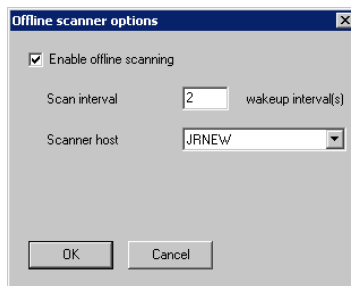 Offline scanner options
Enable offline scanning
Scan interval 2 wakeup interval(s)
Scanner host JRNEW
OK Cancel